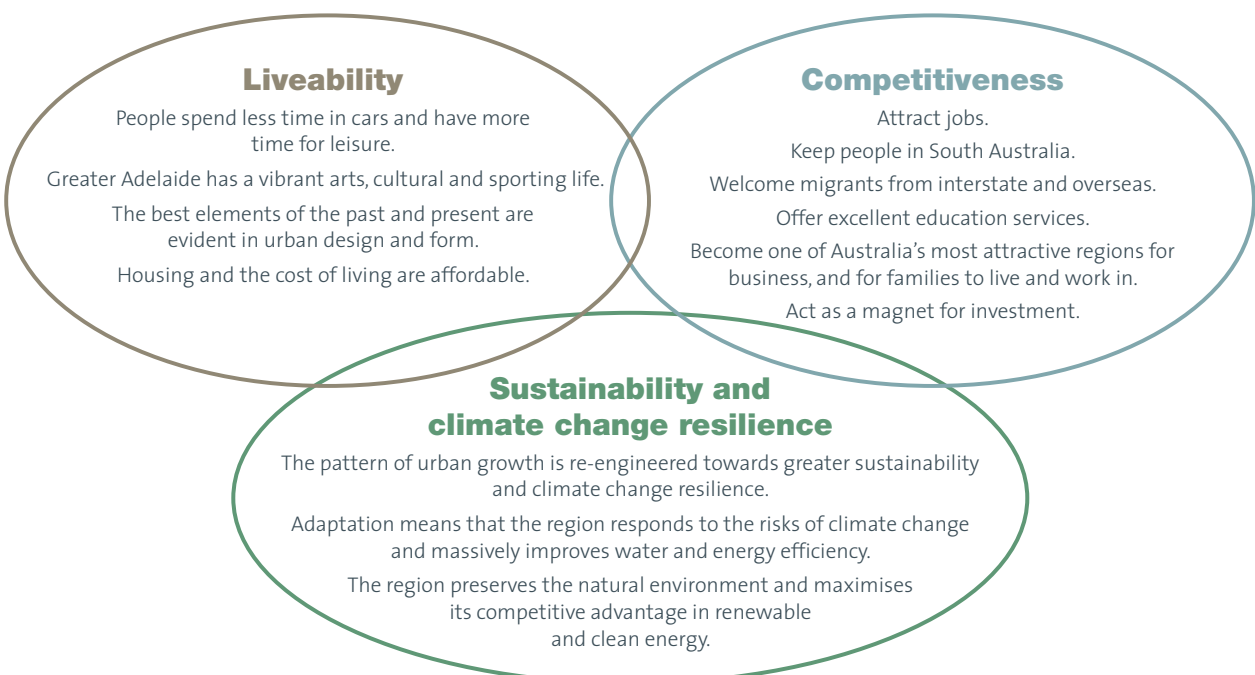 Liveability
People spend less time in cars and have more
time for leisure.
Greater Adelaide has a vibrant arts, cultural and sporting life.
The best elements of the past and present are
evident in urban design and form.
Housing and the cost of living are affordable.
Competitiveness
Attract jobs.
Keep people in South Australia.
Welcome migrants from interstate and overseas.
Offer excellent education services.
Become one of Australia’s most attractive regions for
business, and for families to live and work in.
Act as a magnet for investment.
Sustainability and
climate change resilience
The pattern of urban growth is re-engineered towards greater sustainability
and climate change resilience.
Adaptation means that the region responds to the risks of climate change
and massively improves water and energy efficiency.
The region preserves the natural environment and maximises
its competitive advantage in renewable
and clean energy.